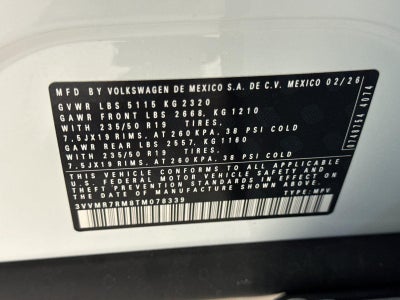 MFD BY VOLKSWAGEN DE MEXICO S.A. DE C.V. MEXICO 02/26
GVWR LBS 5115 KG 2320
GAWR FRONT LBS 2668, KG 1210
WITH 235/50 R19 TIRES.
7.5JX19 RIMS, AT 260 KPA, 38 PSI COLD
GAWR REAR LBS 2557, KG 1160
WITH 235/50 R19 TIRES.
7.5JX19 RIMS, AT 260 KPA, 38 PSI COLD
THIS VEHICLE CONFORMS TO ALL APPLICABLE
U.S. FEDERAL MOTOR VEHICLE SAFETY AND
THEFT PREVENTION STANDARDS IN EFFECT
ON THE DATE OF MANUFACTURE SHOWN ABOVE.
TYPE: MPV
3VVMR7RM8TM078339
0749754 4074